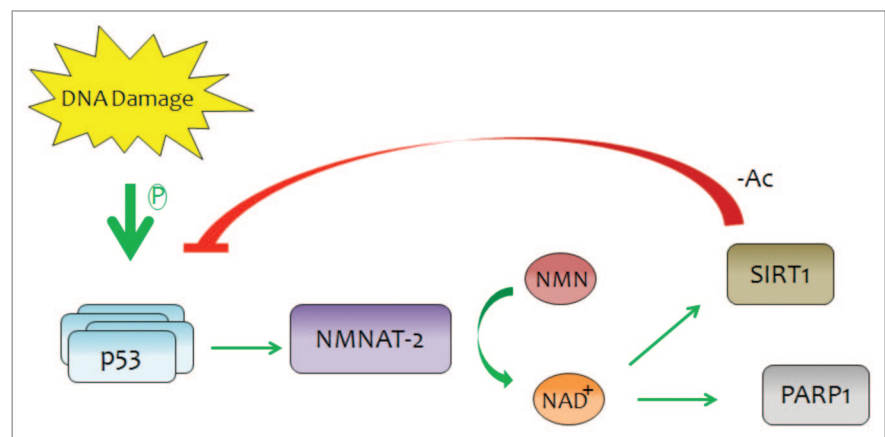 DNA Damage
P
-Ac
NMN
SIRT1
p53
NMNAT-2
NAD+
PARP1